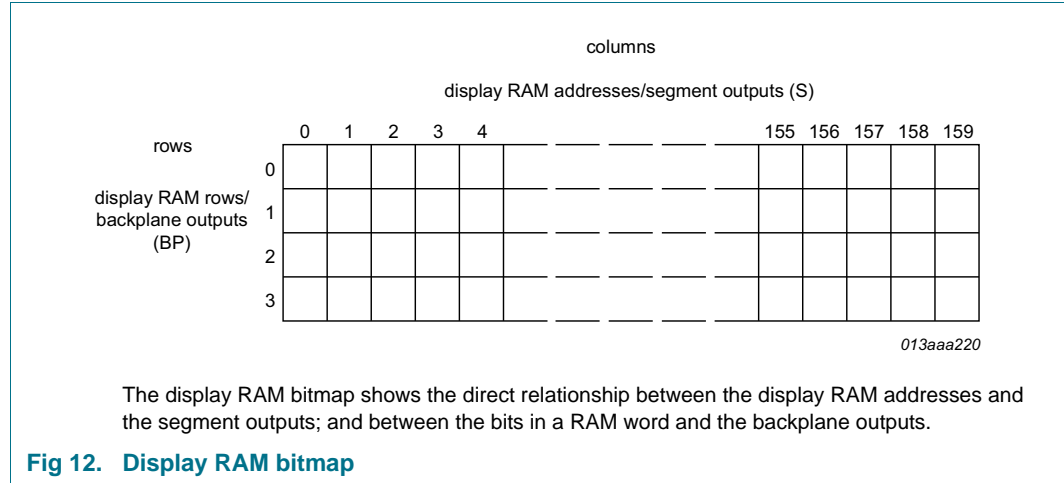 columns
display RAM addresses/segment outputs (S)
0 1 2 3 4 155 156 157 158 159
rows
0
display RAM rows/
backplane outputs
(BP)
1
2
3
013aaa220
The display RAM bitmap shows the direct relationship between the display RAM addresses and
the segment outputs; and between the bits in a RAM word and the backplane outputs.
Fig 12. Display RAM bitmap